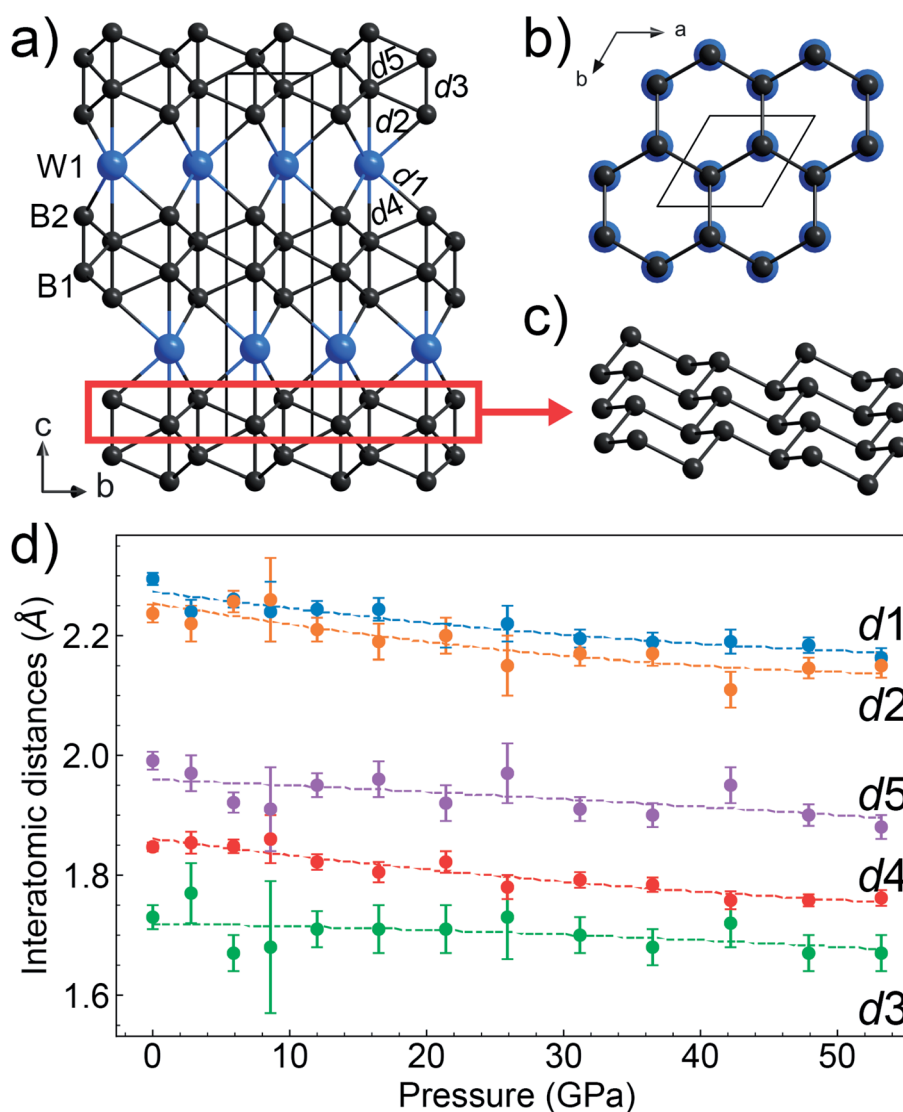 a)
d5
d3
d2
W1
d1
B2
d4
B1
c
b
b)
a
b
c)
d)
Interatomic distances (Å)
2.2
2.0
1.8
1.6
d1
d2
d5
d4
d3
0
10
20
30
40
50
Pressure (GPa)